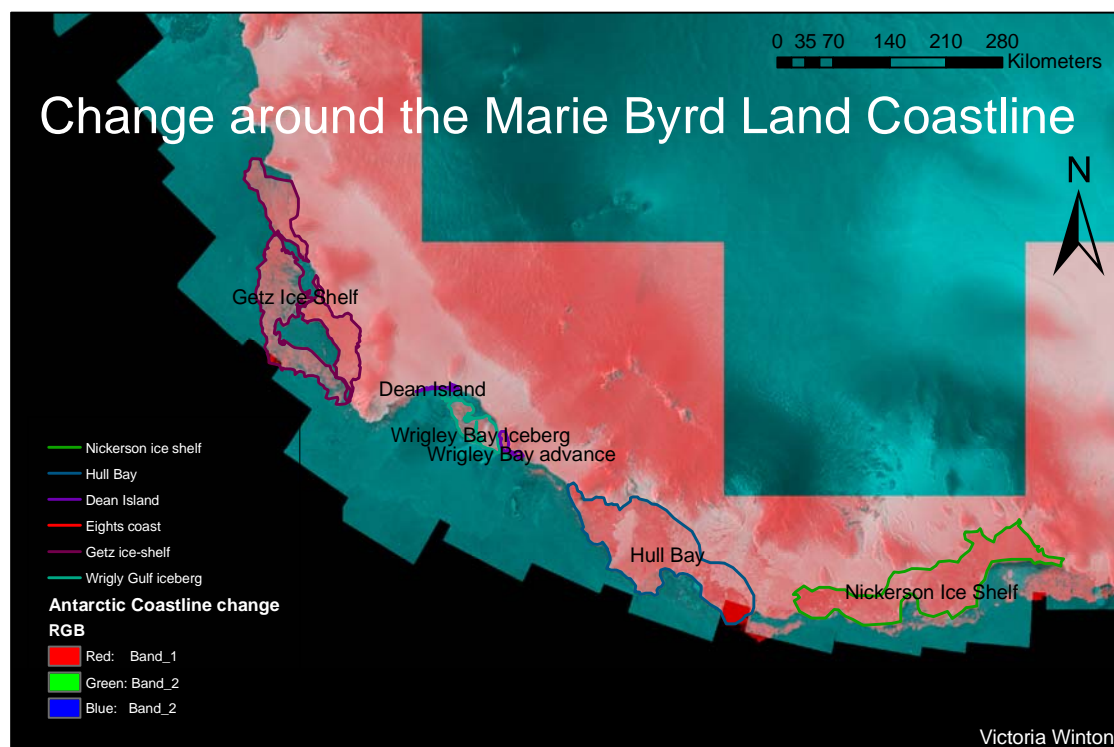 0 35 70 140 210 280
Kilometers
Change around the Marie Byrd Land Coastline
N
Getz Ice Shelf
Dean Island
Wrigley Bay Iceberg
Wrigley Bay advance
Hull Bay
Nickerson Ice Shelf
Nickerson ice shelf
Hull Bay
Dean Island
Eights coast
Getz ice-shelf
Wrigly Gulf iceberg
Antarctic Coastline change
RGB
Red: Band_1
Green: Band_2
Blue: Band_2
Victoria Winton